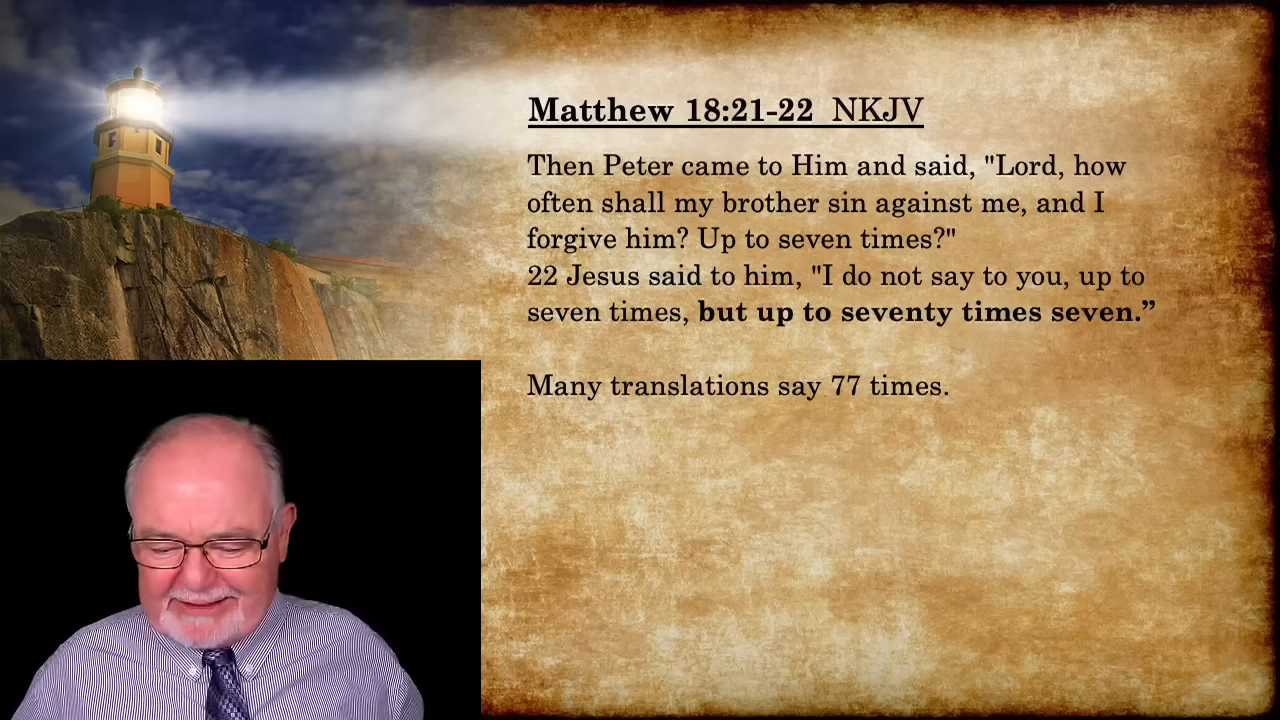 Matthew 18:21-22 NKJV
Then Peter came to Him and said, "Lord, how
often shall my brother sin against me, and I
forgive him? Up to seven times?"
22 Jesus said to him, "I do not say to you, up to
seven times, but up to seventy times seven.”
Many translations say 77 times.